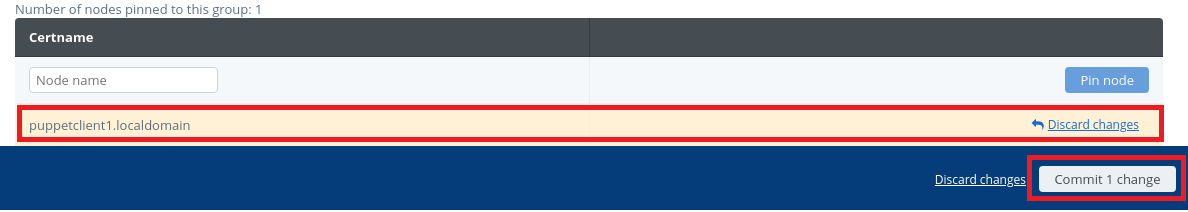 Number of nodes pinned to this group: 1
Certname
Node name
Pin node
puppetclient1.localdomain
Discard changes
Discard changes
Commit 1 change